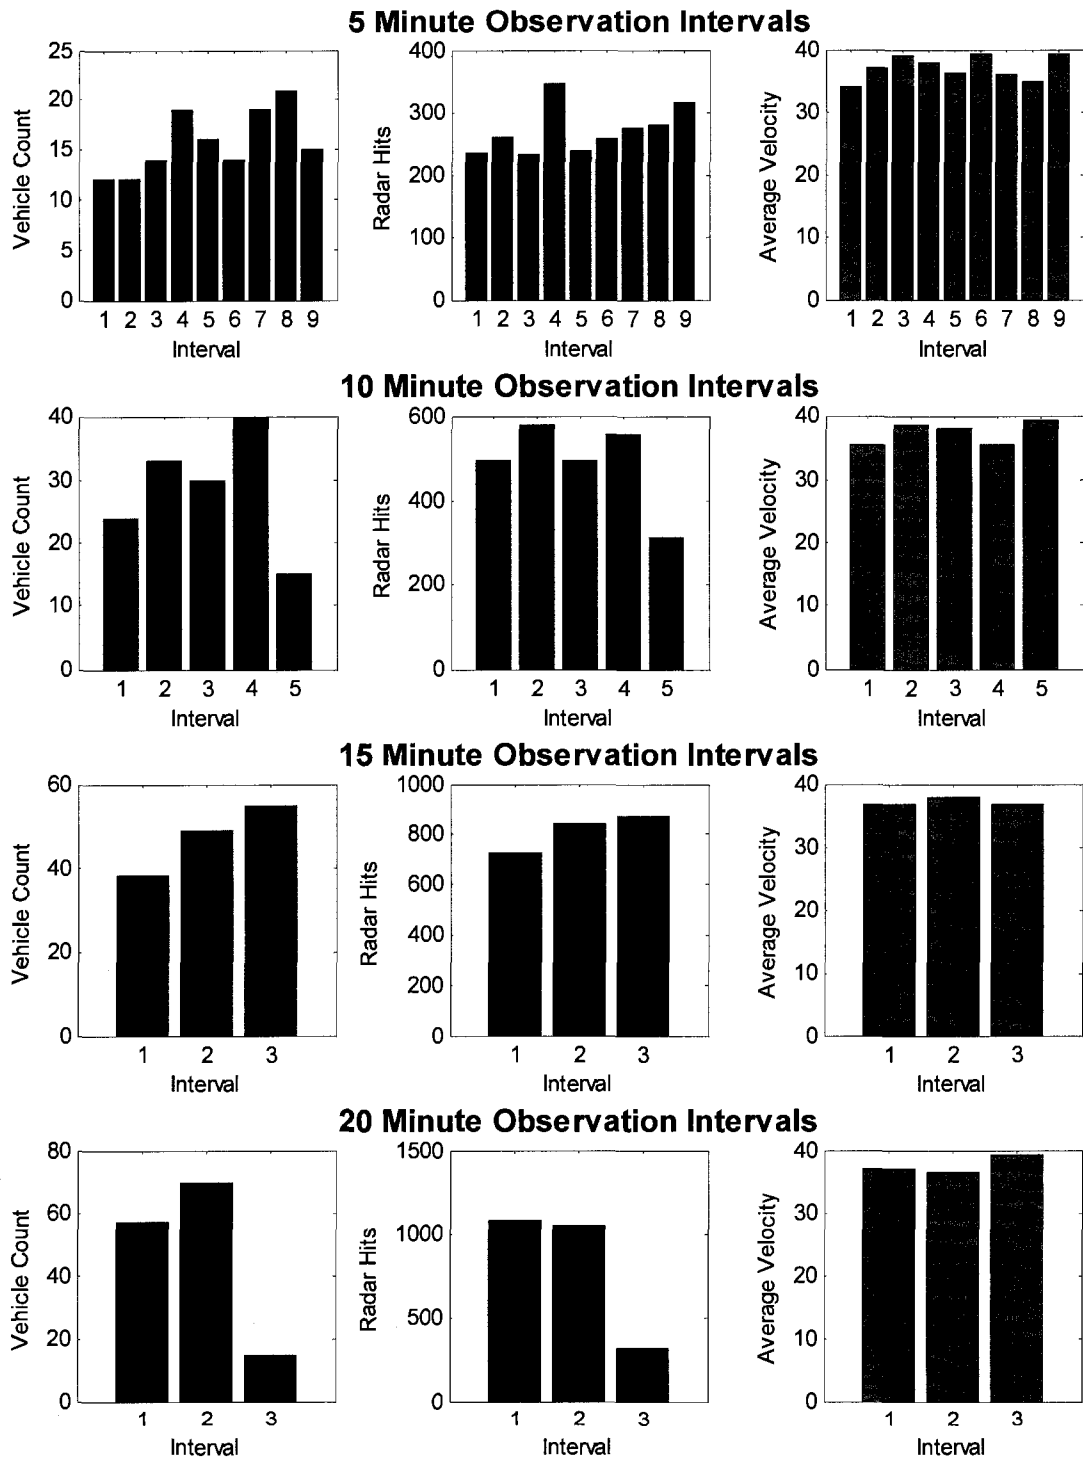 5 Minute Observation Intervals
Vehicle Count
25
20
15
10
5
0
1 2 3 4 5 6 7 8 9
Interval
Radar Hits
400
300
200
100
0
1 2 3 4 5 6 7 8 9
Interval
Average Velocity
40
30
20
10
0
1 2 3 4 5 6 7 8 9
Interval
10 Minute Observation Intervals
Vehicle Count
40
30
20
10
0
1 2 3 4 5
Interval
Radar Hits
600
400
200
0
1 2 3 4 5
Interval
Average Velocity
40
30
20
10
0
1 2 3 4 5
Interval
15 Minute Observation Intervals
Vehicle Count
60
40
20
0
1 2 3
Interval
Radar Hits
1000
800
600
400
200
0
1 2 3
Interval
Average Velocity
40
30
20
10
0
1 2 3
Interval
20 Minute Observation Intervals
Vehicle Count
80
60
40
20
0
1 2 3
Interval
Radar Hits
1500
1000
500
0
1 2 3
Interval
Average Velocity
40
30
20
10
0
1 2 3
Interval